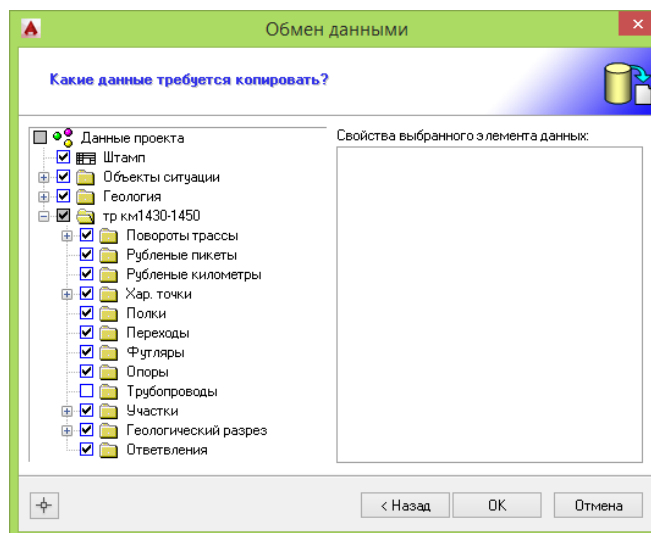 Обмен данными
Какие данные требуется копировать?
Данные проекта
Штамп
Объекты ситуации
Геология
тр км1430-1450
Повороты трассы
Рубленые пикеты
Рубленые километры
Хар. точки
Полки
Переходы
Футляры
Опоры
Трубопроводы
Участки
Геологический разрез
Ответвления
Свойства выбранного элемента данных:
< Назад
ОК
Отмена